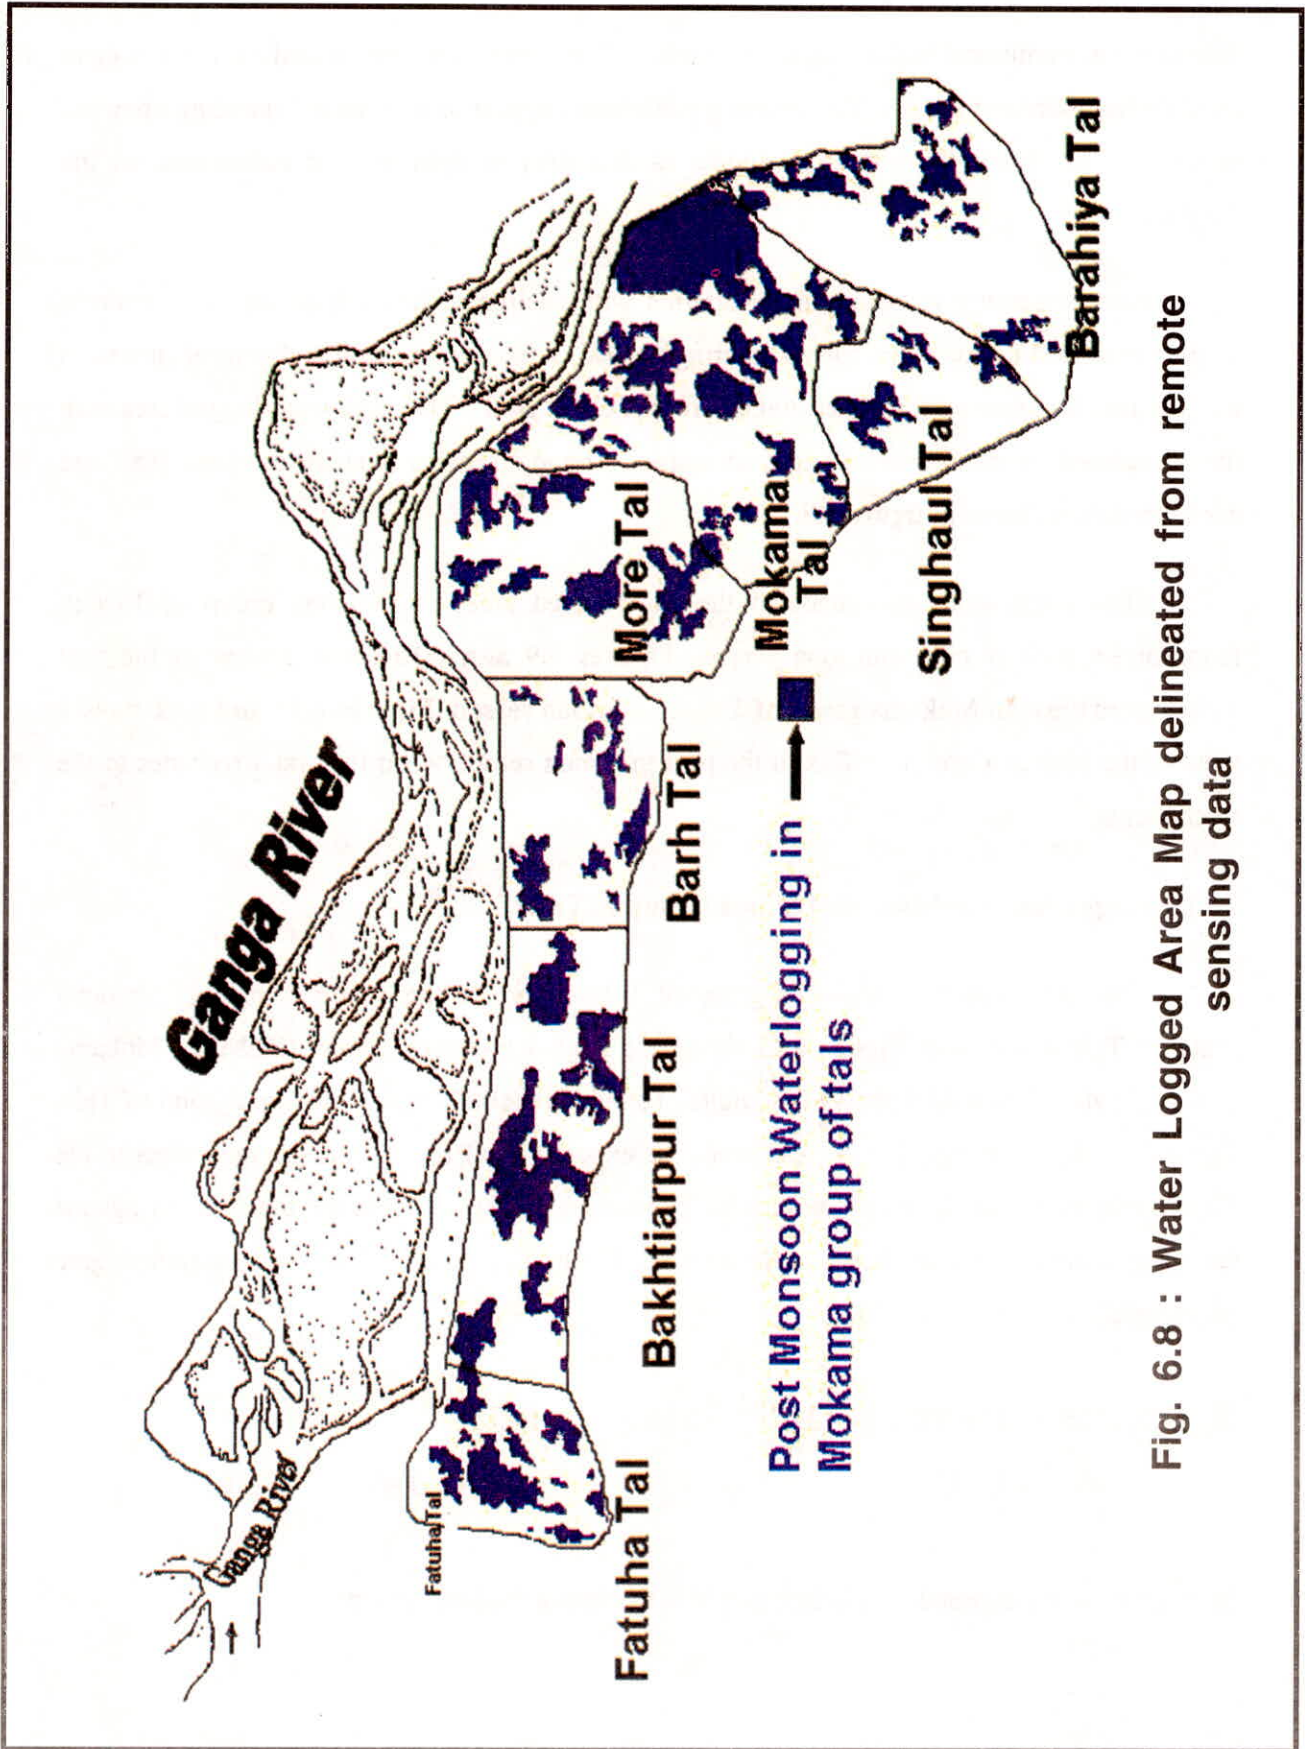 Ganga River
Ganga River
Fatuha Tal
Fatuha Tal
Bakhtiarpur Tal
Barh Tal
More Tal
Mokama
Tal
Singhaul Tal
Barahiya Tal
Post Monsoon Waterlogging in
Mokama group of tals
Fig. 6.8 : Water Logged Area Map delineated from remote
sensing data